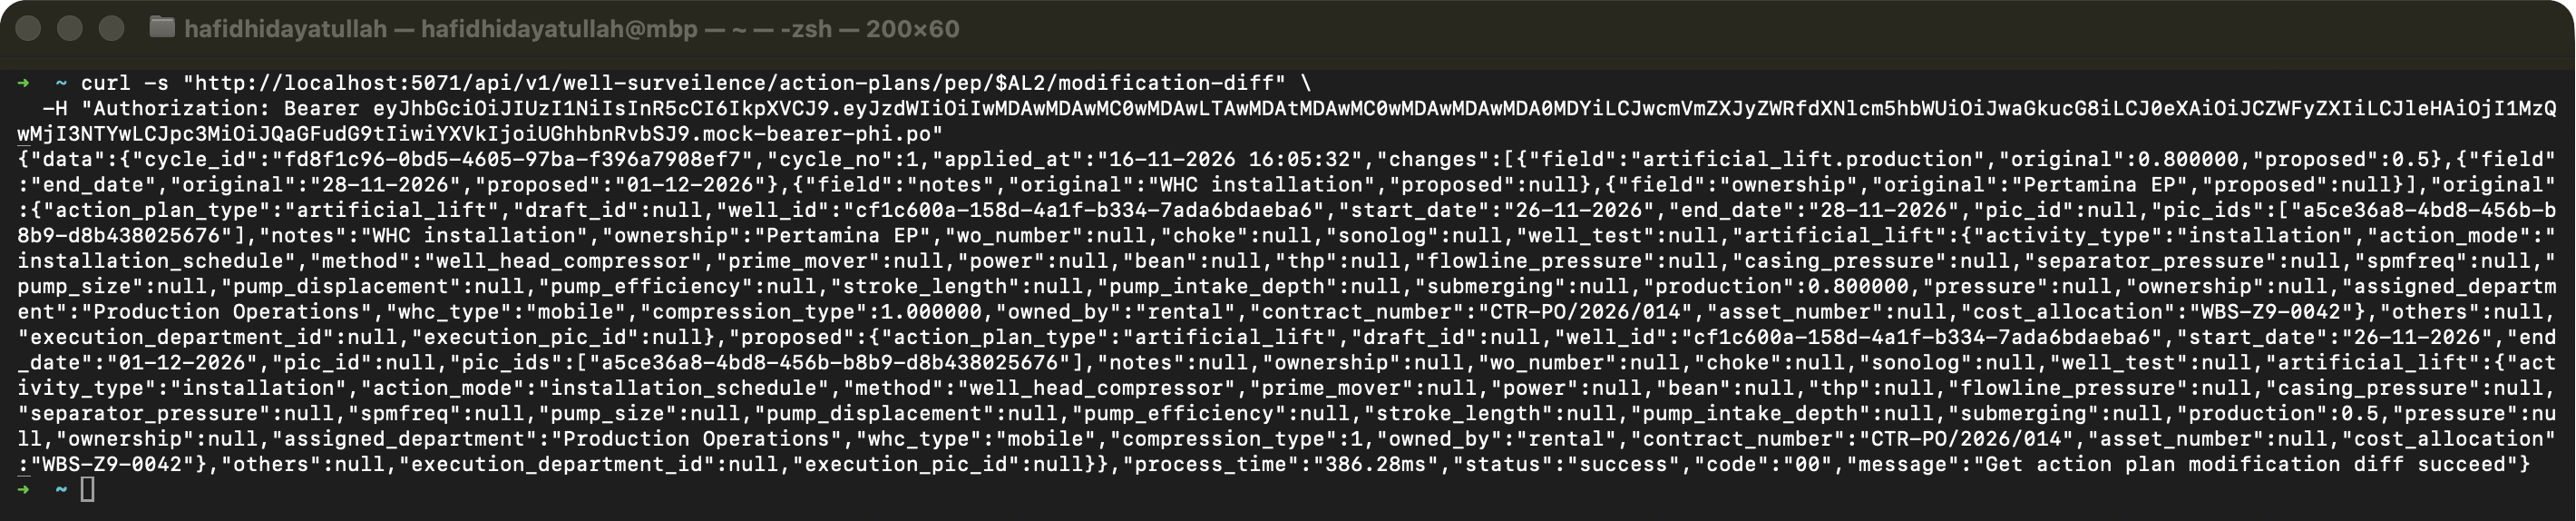 hafidhidayatullah — hafidhidayatullah@mbp — ~ — -zsh — 200×60
➜  ~ curl -s "http://localhost:5071/api/v1/well-surveilence/action-plans/pep/$AL2/modification-diff" \
  -H "Authorization: Bearer eyJhbGciOiJIUzI1NiIsInR5cCI6IkpXVCJ9.eyJzdWIiOiIwMDAwMDAwMC0wMDAwLTAwMDAtMDAwMC0wMDAwMDAwMDA0MDYiLCJwcmVmZXJyZWRfdXNlcm5hbWUiOiJwaGkucG8iLCJ0eXAiOiJCZWFyZXIiLCJleHAiOjI1MzQ
wMjI3NTYwLCJpc3MiOiJQaGFudG9tIiwiYXVkIjoiUGhhbnRvbSJ9.mock-bearer-phi.po"
{"data":{"cycle_id":"fd8f1c96-0bd5-4605-97ba-f396a7908ef7","cycle_no":1,"applied_at":"16-11-2026 16:05:32","changes":[{"field":"artificial_lift.production","original":0.800000,"proposed":0.5},{"field"
:"end_date","original":"28-11-2026","proposed":"01-12-2026"},{"field":"notes","original":"WHC installation","proposed":null},{"field":"ownership","original":"Pertamina EP","proposed":null}],"original"
:{"action_plan_type":"artificial_lift","draft_id":null,"well_id":"cf1c600a-158d-4a1f-b334-7ada6bdaeba6","start_date":"26-11-2026","end_date":"28-11-2026","pic_id":null,"pic_ids":["a5ce36a8-4bd8-456b-b
8b9-d8b438025676"],"notes":"WHC installation","ownership":"Pertamina EP","wo_number":null,"choke":null,"sonolog":null,"well_test":null,"artificial_lift":{"activity_type":"installation","action_mode":"
installation_schedule","method":"well_head_compressor","prime_mover":null,"power":null,"bean":null,"thp":null,"flowline_pressure":null,"casing_pressure":null,"separator_pressure":null,"spmfreq":null,"
pump_size":null,"pump_displacement":null,"pump_efficiency":null,"stroke_length":null,"pump_intake_depth":null,"submerging":null,"production":0.800000,"pressure":null,"ownership":null,"assigned_departm
ent":"Production Operations","whc_type":"mobile","compression_type":1.000000,"owned_by":"rental","contract_number":"CTR-PO/2026/014","asset_number":null,"cost_allocation":"WBS-Z9-0042"},"others":null,
"execution_department_id":null,"execution_pic_id":null},"proposed":{"action_plan_type":"artificial_lift","draft_id":null,"well_id":"cf1c600a-158d-4a1f-b334-7ada6bdaeba6","start_date":"26-11-2026","end
_date":"01-12-2026","pic_id":null,"pic_ids":["a5ce36a8-4bd8-456b-b8b9-d8b438025676"],"notes":null,"ownership":null,"wo_number":null,"choke":null,"sonolog":null,"well_test":null,"artificial_lift":{"act
ivity_type":"installation","action_mode":"installation_schedule","method":"well_head_compressor","prime_mover":null,"power":null,"bean":null,"thp":null,"flowline_pressure":null,"casing_pressure":null,
"separator_pressure":null,"spmfreq":null,"pump_size":null,"pump_displacement":null,"pump_efficiency":null,"stroke_length":null,"pump_intake_depth":null,"submerging":null,"production":0.5,"pressure":nu
ll,"ownership":null,"assigned_department":"Production Operations","whc_type":"mobile","compression_type":1,"owned_by":"rental","contract_number":"CTR-PO/2026/014","asset_number":null,"cost_allocation"
:"WBS-Z9-0042"},"others":null,"execution_department_id":null,"execution_pic_id":null}},"process_time":"386.28ms","status":"success","code":"00","message":"Get action plan modification diff succeed"}
➜  ~